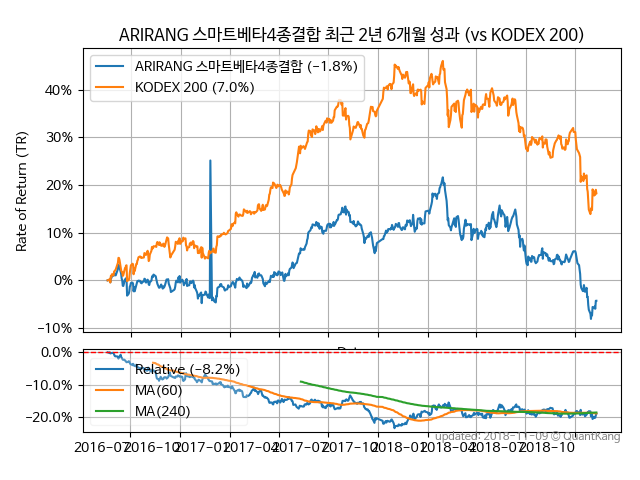 ARIRANG 스마트베타4종결합 최근 2년 6개월 성과 (vs KODEX 200)
ARIRANG 스마트베타4종결합 (−1.8%)
KODEX 200 (7.0%)
Rate of Return (TR)
40%
30%
20%
10%
0%
−10%
0.0%
−10.0%
−20.0%
Relative (−8.2%)
MA(60)
MA(240)
2016-07
2016-10
2017-01
2017-04
2017-07
2017-10
2018-01
2018-04
2018-07
2018-10
updated: 2018-11-09 © QuantKang